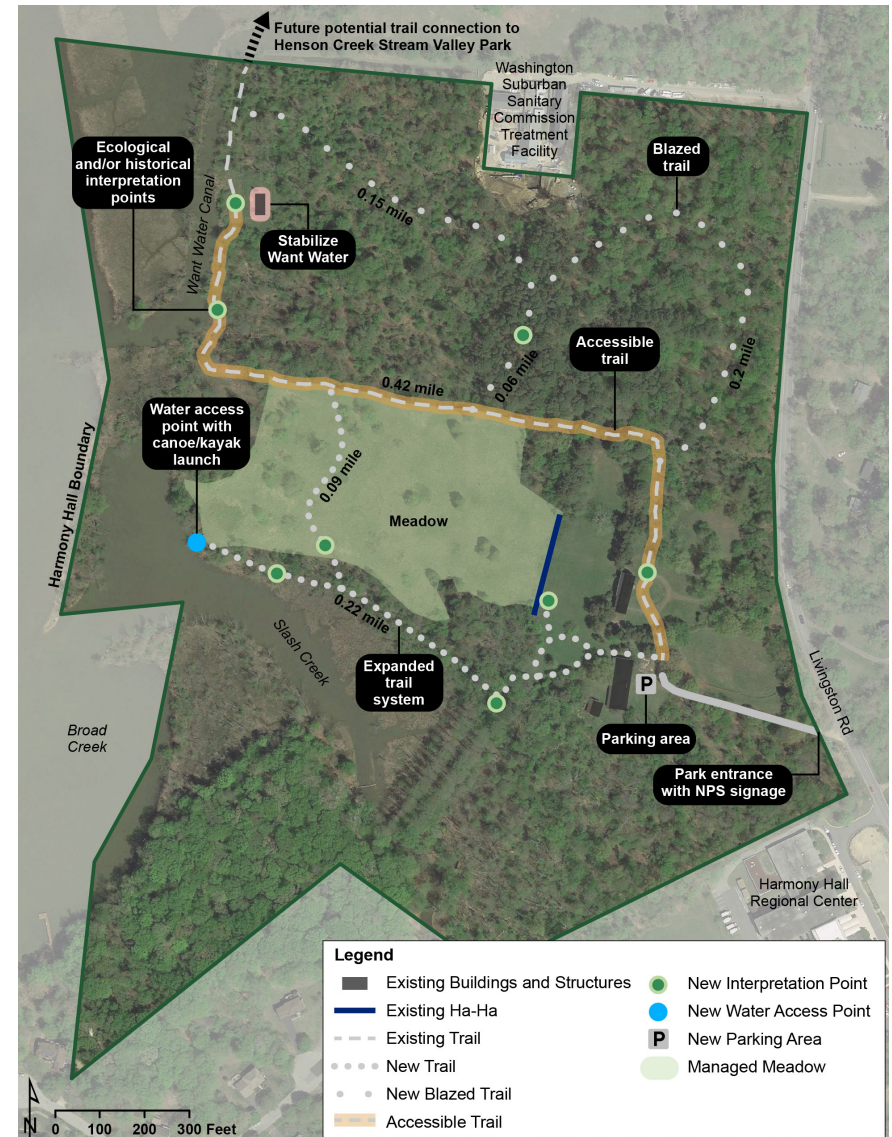 Future potential trail connection to
Henson Creek Stream Valley Park
Washington
Suburban
Sanitary
Commission
Treatment
Facility
Ecological
and/or historical
interpretation
points
Blazed
trail
Want Water Canal
0.15 mile
Stabilize
Want Water
Accessible
trail
0.06 mile
0.2 mile
0.42 mile
Water access
point with
canoe/kayak
launch
0.09 mile
Meadow
Harmony Hall Boundary
0.22 mile
Slash Creek
Expanded
trail
system
Livingston Rd
P
Broad
Creek
Parking area
Park entrance
with NPS signage
Harmony Hall
Regional Center
Legend
Existing Buildings and Structures
Existing Ha-Ha
Existing Trail
New Trail
New Blazed Trail
Accessible Trail
New Interpretation Point
New Water Access Point
P New Parking Area
Managed Meadow
N
0 100 200 300 Feet